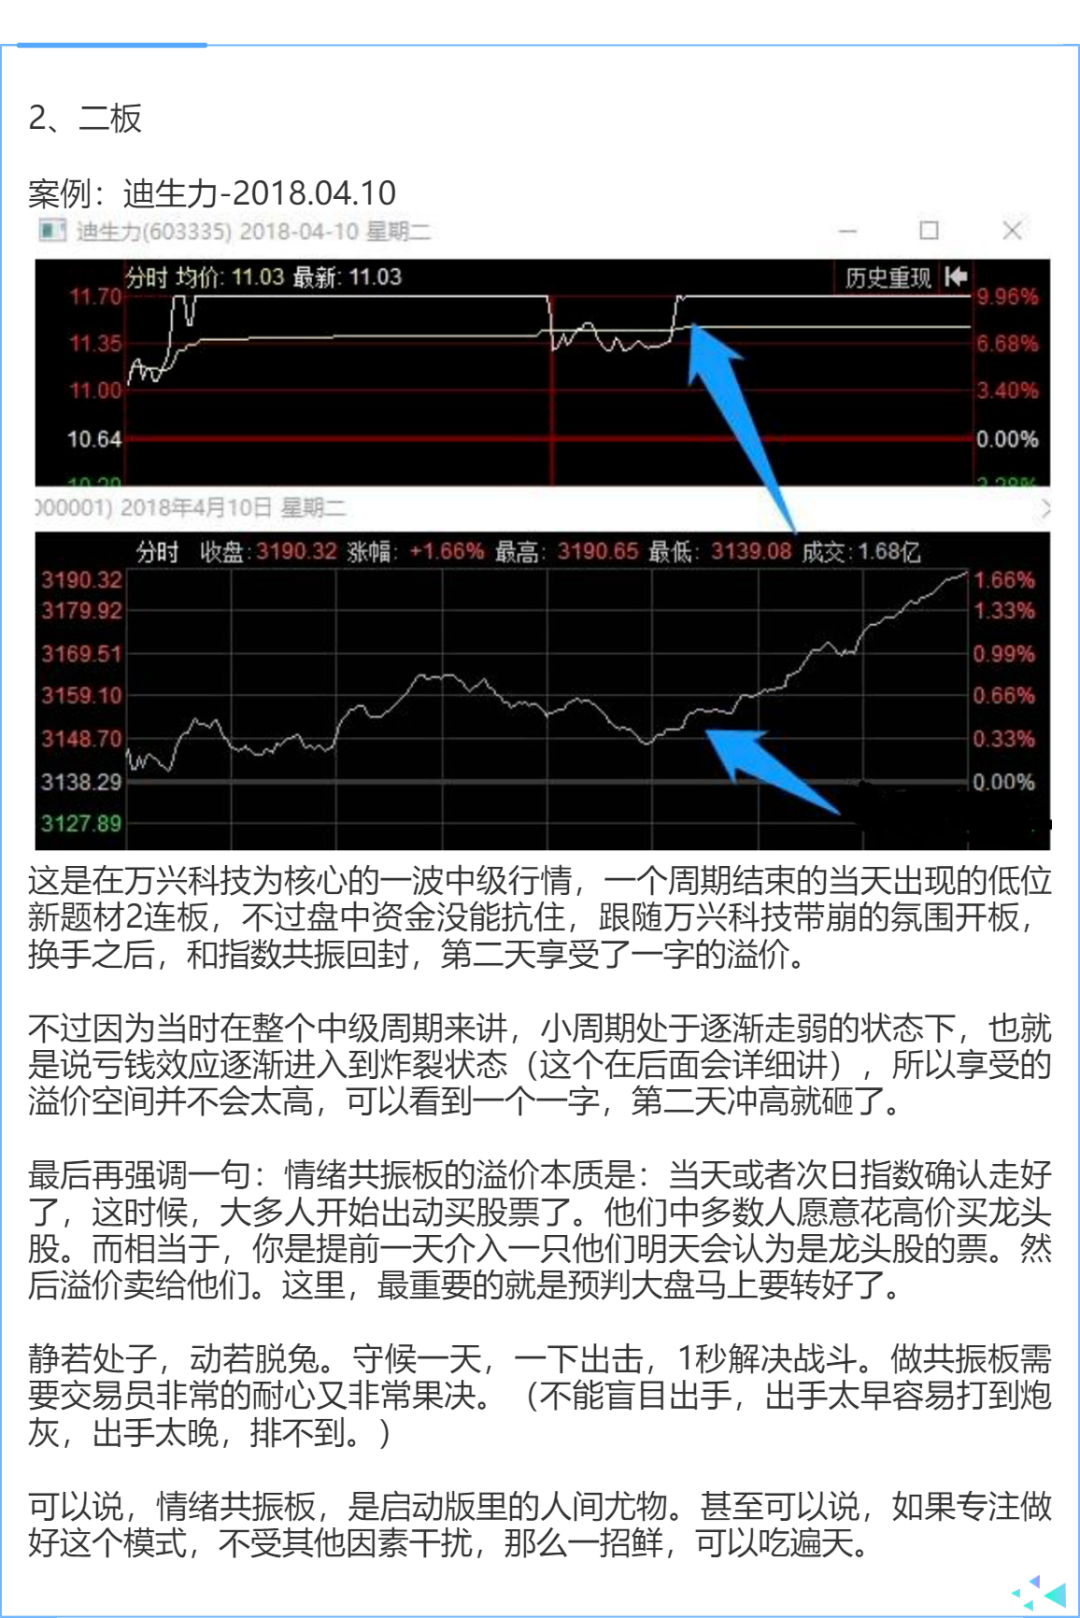 2、二板
案例：迪生力-2018.04.10
迪生力(603335) 2018-04-10 星期二
分时 均价: 11.03 最新: 11.03 历史重现
11.70 9.96%
11.35 6.68%
11.00 3.40%
10.64 0.00%
000001) 2018年4月10日 星期二
分时 收盘: 3190.32 涨幅: +1.66% 最高: 3190.65 最低: 3139.08 成交: 1.68亿
3190.32 1.66%
3179.92 1.33%
3169.51 0.99%
3159.10 0.66%
3148.70 0.33%
3138.29 0.00%
3127.89
这是在万兴科技为核心的一波中级行情，一个周期结束的当天出现的低位
新题材2连板，不过盘中资金没能抗住，跟随万兴科技带崩的氛围开板，
换手之后，和指数共振回封，第二天享受了一字的溢价。
不过因为当时在整个中级周期来讲，小周期处于逐渐走弱的状态下，也就
是说亏钱效应逐渐进入到炸裂状态（这个在后面会详细讲），所以享受的
溢价空间并不会太高，可以看到一个一字，第二天冲高就砸了。
最后再强调一句：情绪共振板的溢价本质是：当天或者次日指数确认走好
了，这时候，大多人开始出动买股票了。他们中多数人愿意花高价买龙头
股。而相当于，你是提前一天介入一只他们明天会认为是龙头股的票。然
后溢价卖给他们。这里，最重要的就是预判大盘马上要转好了。
静若处子，动若脱兔。守候一天，一下出击，1秒解决战斗。做共振板需
要交易员非常的耐心又非常果决。（不能盲目出手，出手太早容易打到炮
灰，出手太晚，排不到。）
可以说，情绪共振板，是启动版里的人间尤物。甚至可以说，如果专注做
好这个模式，不受其他因素干扰，那么一招鲜，可以吃遍天。